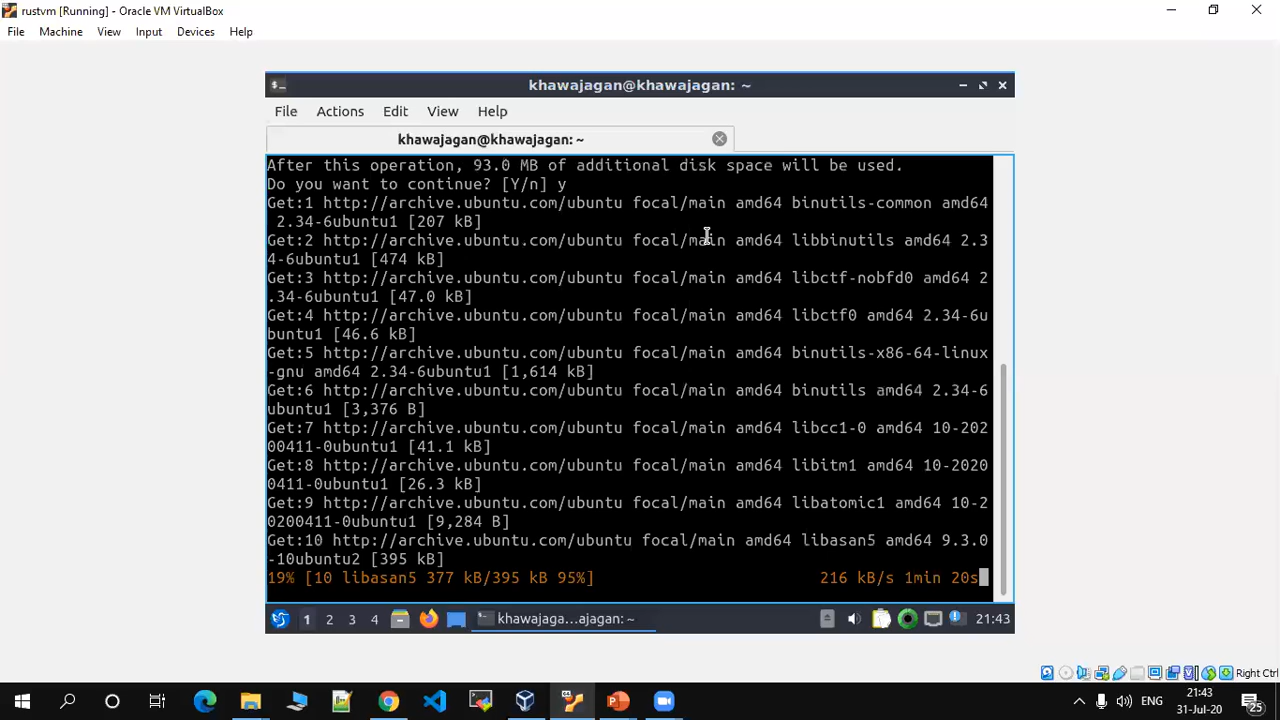 rustvm [Running] - Oracle VM VirtualBox
File Machine View Input Devices Help
khawajagan@khawajagan: ~
File Actions Edit View Help
khawajagan@khawajagan: ~
After this operation, 93.0 MB of additional disk space will be used.
Do you want to continue? [Y/n] y
Get:1 http://archive.ubuntu.com/ubuntu focal/main amd64 binutils-common amd64
2.34-6ubuntu1 [207 kB]
Get:2 http://archive.ubuntu.com/ubuntu focal/main amd64 libbinutils amd64 2.3
4-6ubuntu1 [474 kB]
Get:3 http://archive.ubuntu.com/ubuntu focal/main amd64 libctf-nobfd0 amd64 2
.34-6ubuntu1 [47.0 kB]
Get:4 http://archive.ubuntu.com/ubuntu focal/main amd64 libctf0 amd64 2.34-6u
buntu1 [46.6 kB]
Get:5 http://archive.ubuntu.com/ubuntu focal/main amd64 binutils-x86-64-linux
-gnu amd64 2.34-6ubuntu1 [1,614 kB]
Get:6 http://archive.ubuntu.com/ubuntu focal/main amd64 binutils amd64 2.34-6
ubuntu1 [3,376 B]
Get:7 http://archive.ubuntu.com/ubuntu focal/main amd64 libcc1-0 amd64 10-202
00411-0ubuntu1 [41.1 kB]
Get:8 http://archive.ubuntu.com/ubuntu focal/main amd64 libitm1 amd64 10-2020
0411-0ubuntu1 [26.3 kB]
Get:9 http://archive.ubuntu.com/ubuntu focal/main amd64 libatomic1 amd64 10-2
0200411-0ubuntu1 [9,284 B]
Get:10 http://archive.ubuntu.com/ubuntu focal/main amd64 libasan5 amd64 9.3.0
-10ubuntu2 [395 kB]
19% [10 libasan5 377 kB/395 kB 95%] 216 kB/s 1min 20s
1 2 3 4 khawajaga...ajagan: ~ 21:43
Right Ctrl
ENG 21:43
31-Jul-20 25